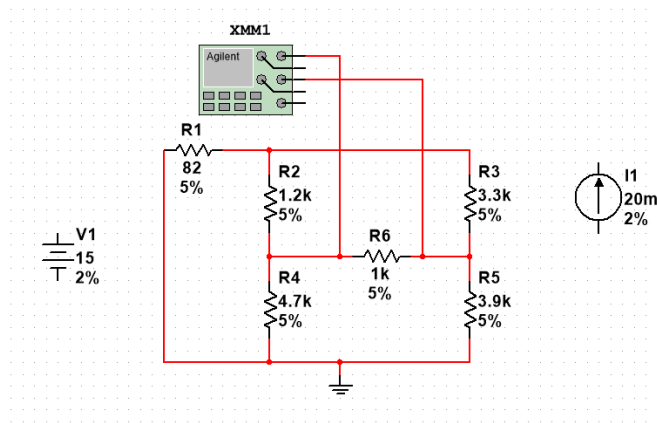 XMM1
Agilent
R1
82
5%
R2
1.2k
5%
R3
3.3k
5%
I1
20m
2%
V1
15
2%
R6
1k
5%
R4
4.7k
5%
R5
3.9k
5%